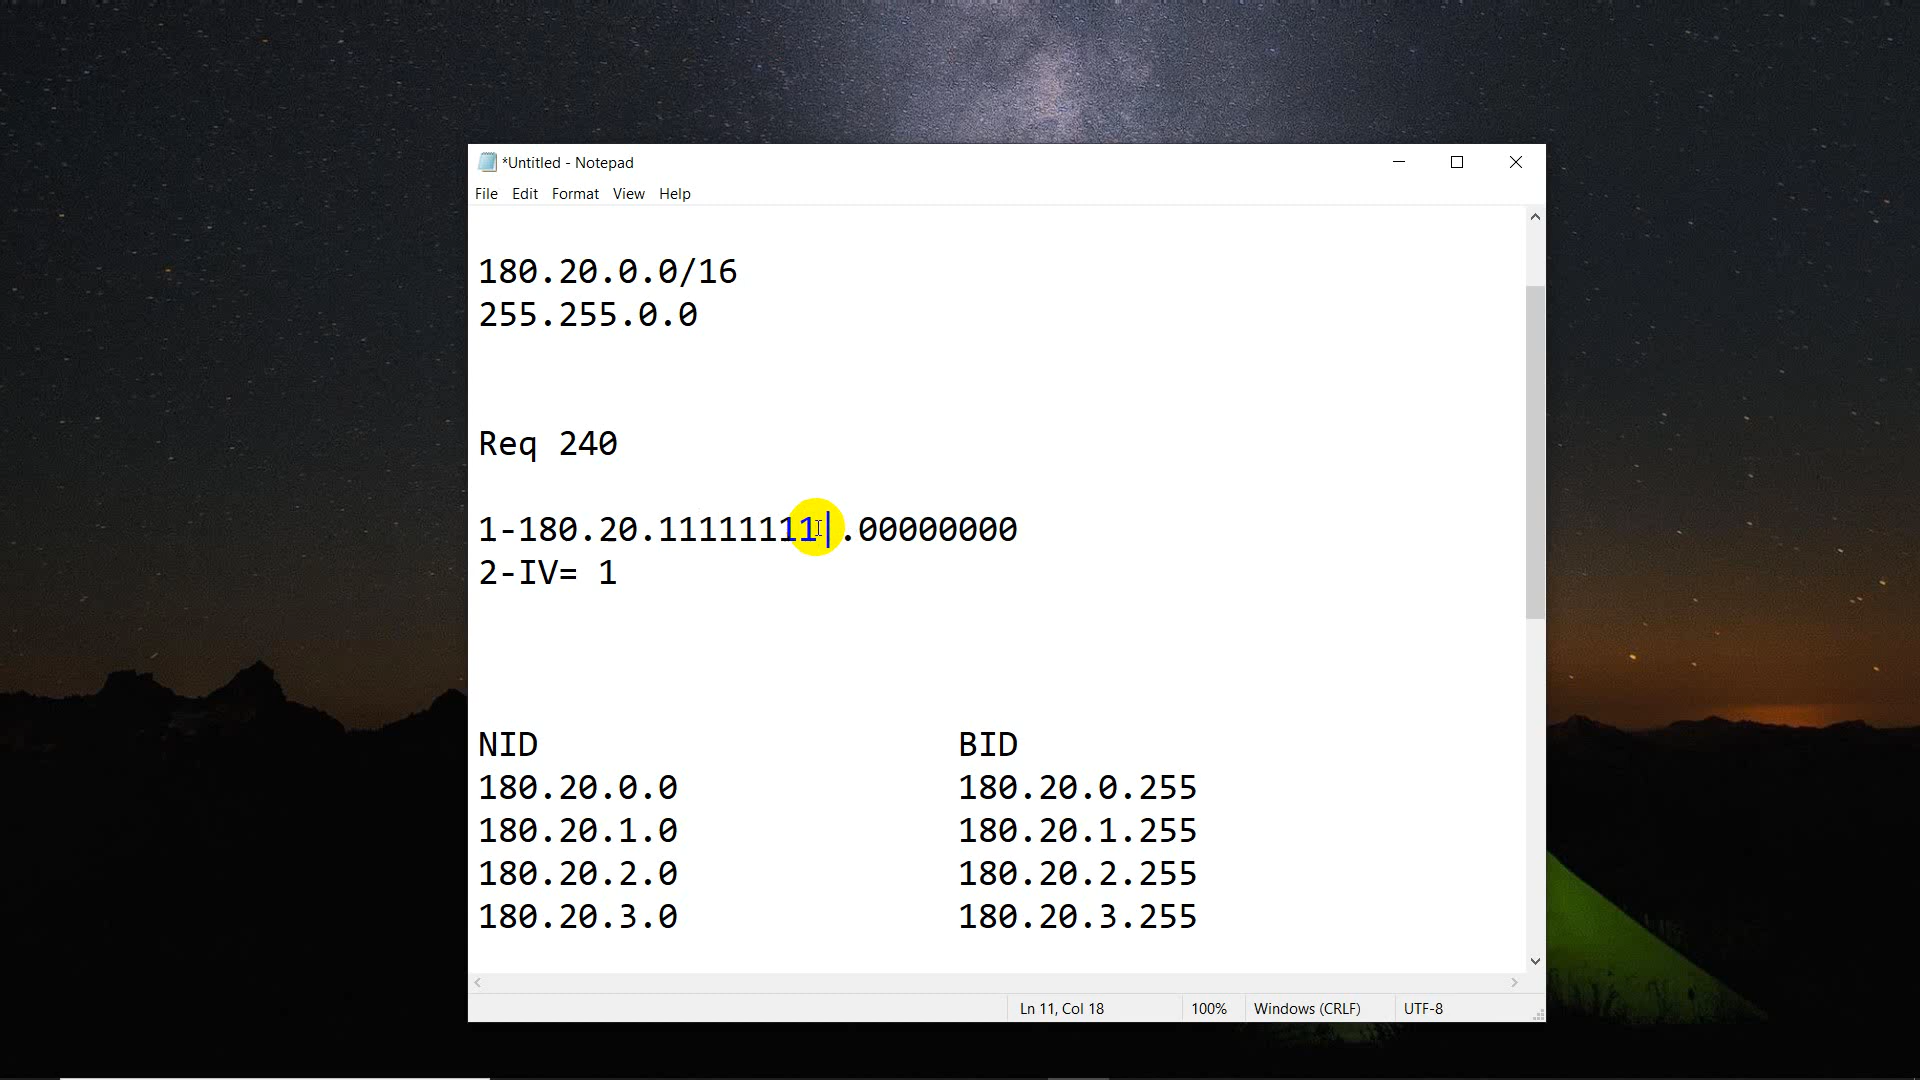 *Untitled - Notepad
File Edit Format View Help
180.20.0.0/16
255.255.0.0
Req 240
1-180.20.11111111.00000000
2-IV= 1
NID BID
180.20.0.0 180.20.0.255
180.20.1.0 180.20.1.255
180.20.2.0 180.20.2.255
180.20.3.0 180.20.3.255
Ln 11, Col 18 100% Windows (CRLF) UTF-8